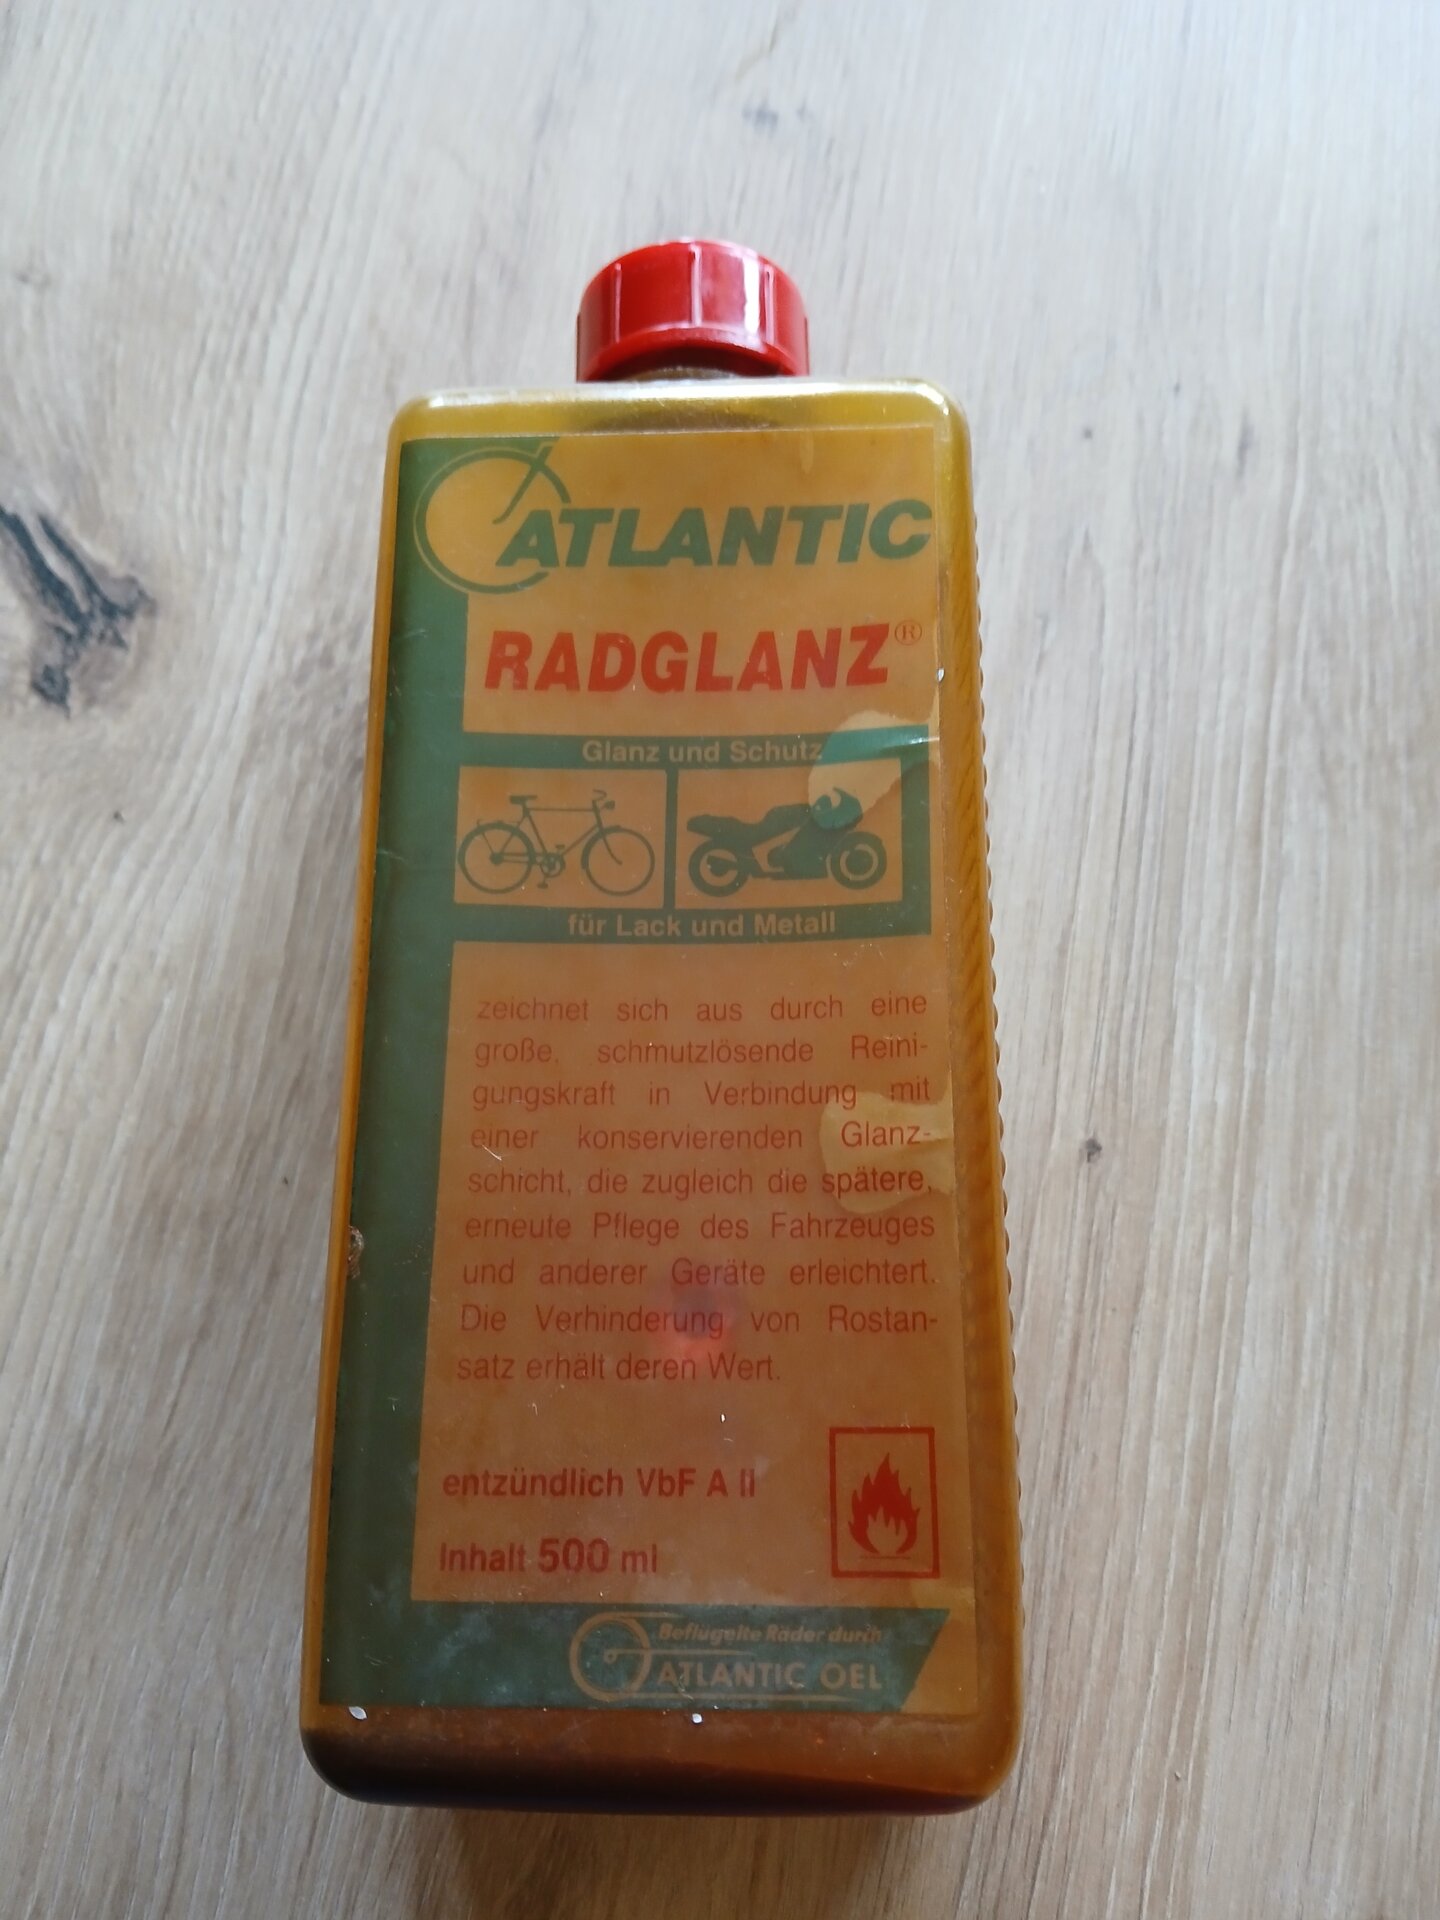 ATLANTIC
RADGLANZ®
Glanz und Schutz
für Lack und Metall
zeichnet sich aus durch eine
große, schmutzlösende Reini-
gungskraft in Verbindung mit
einer konservierenden Glanz-
schicht, die zugleich die spätere,
erneute Pflege des Fahrzeuges
und anderer Geräte erleichtert.
Die Verhinderung von Rostan-
satz erhält deren Wert.
entzündlich VbF A II
Inhalt 500 ml
Beflügelte Räder durch
ATLANTIC OEL